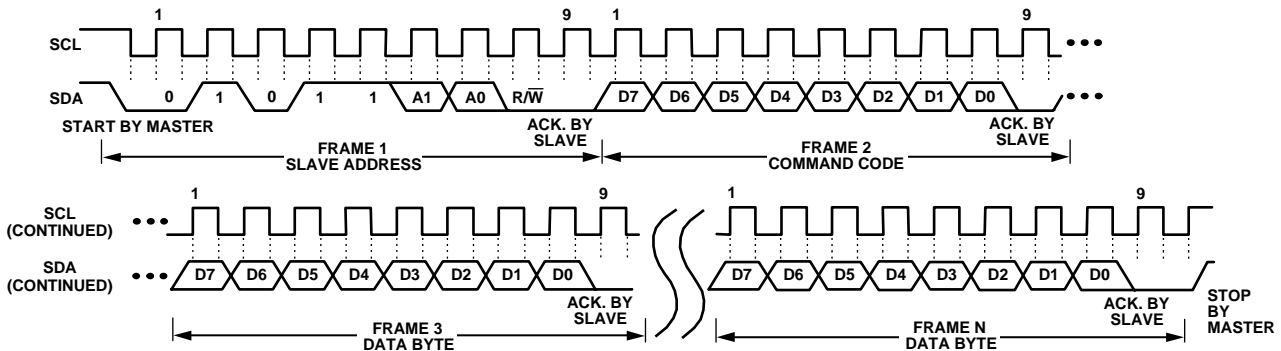 1 9 1 9
SCL
SDA 0 1 0 1 1 A1 A0 R/W̅ D7 D6 D5 D4 D3 D2 D1 D0
START BY MASTER
ACK. BY
SLAVE
ACK. BY
SLAVE
FRAME 1
SLAVE ADDRESS
FRAME 2
COMMAND CODE
1 9 1 9
SCL
(CONTINUED)
SDA
(CONTINUED)
D7 D6 D5 D4 D3 D2 D1 D0
D7 D6 D5 D4 D3 D2 D1 D0
ACK. BY
SLAVE
ACK. BY
SLAVE
STOP
BY
MASTER
FRAME 3
DATA BYTE
FRAME N
DATA BYTE